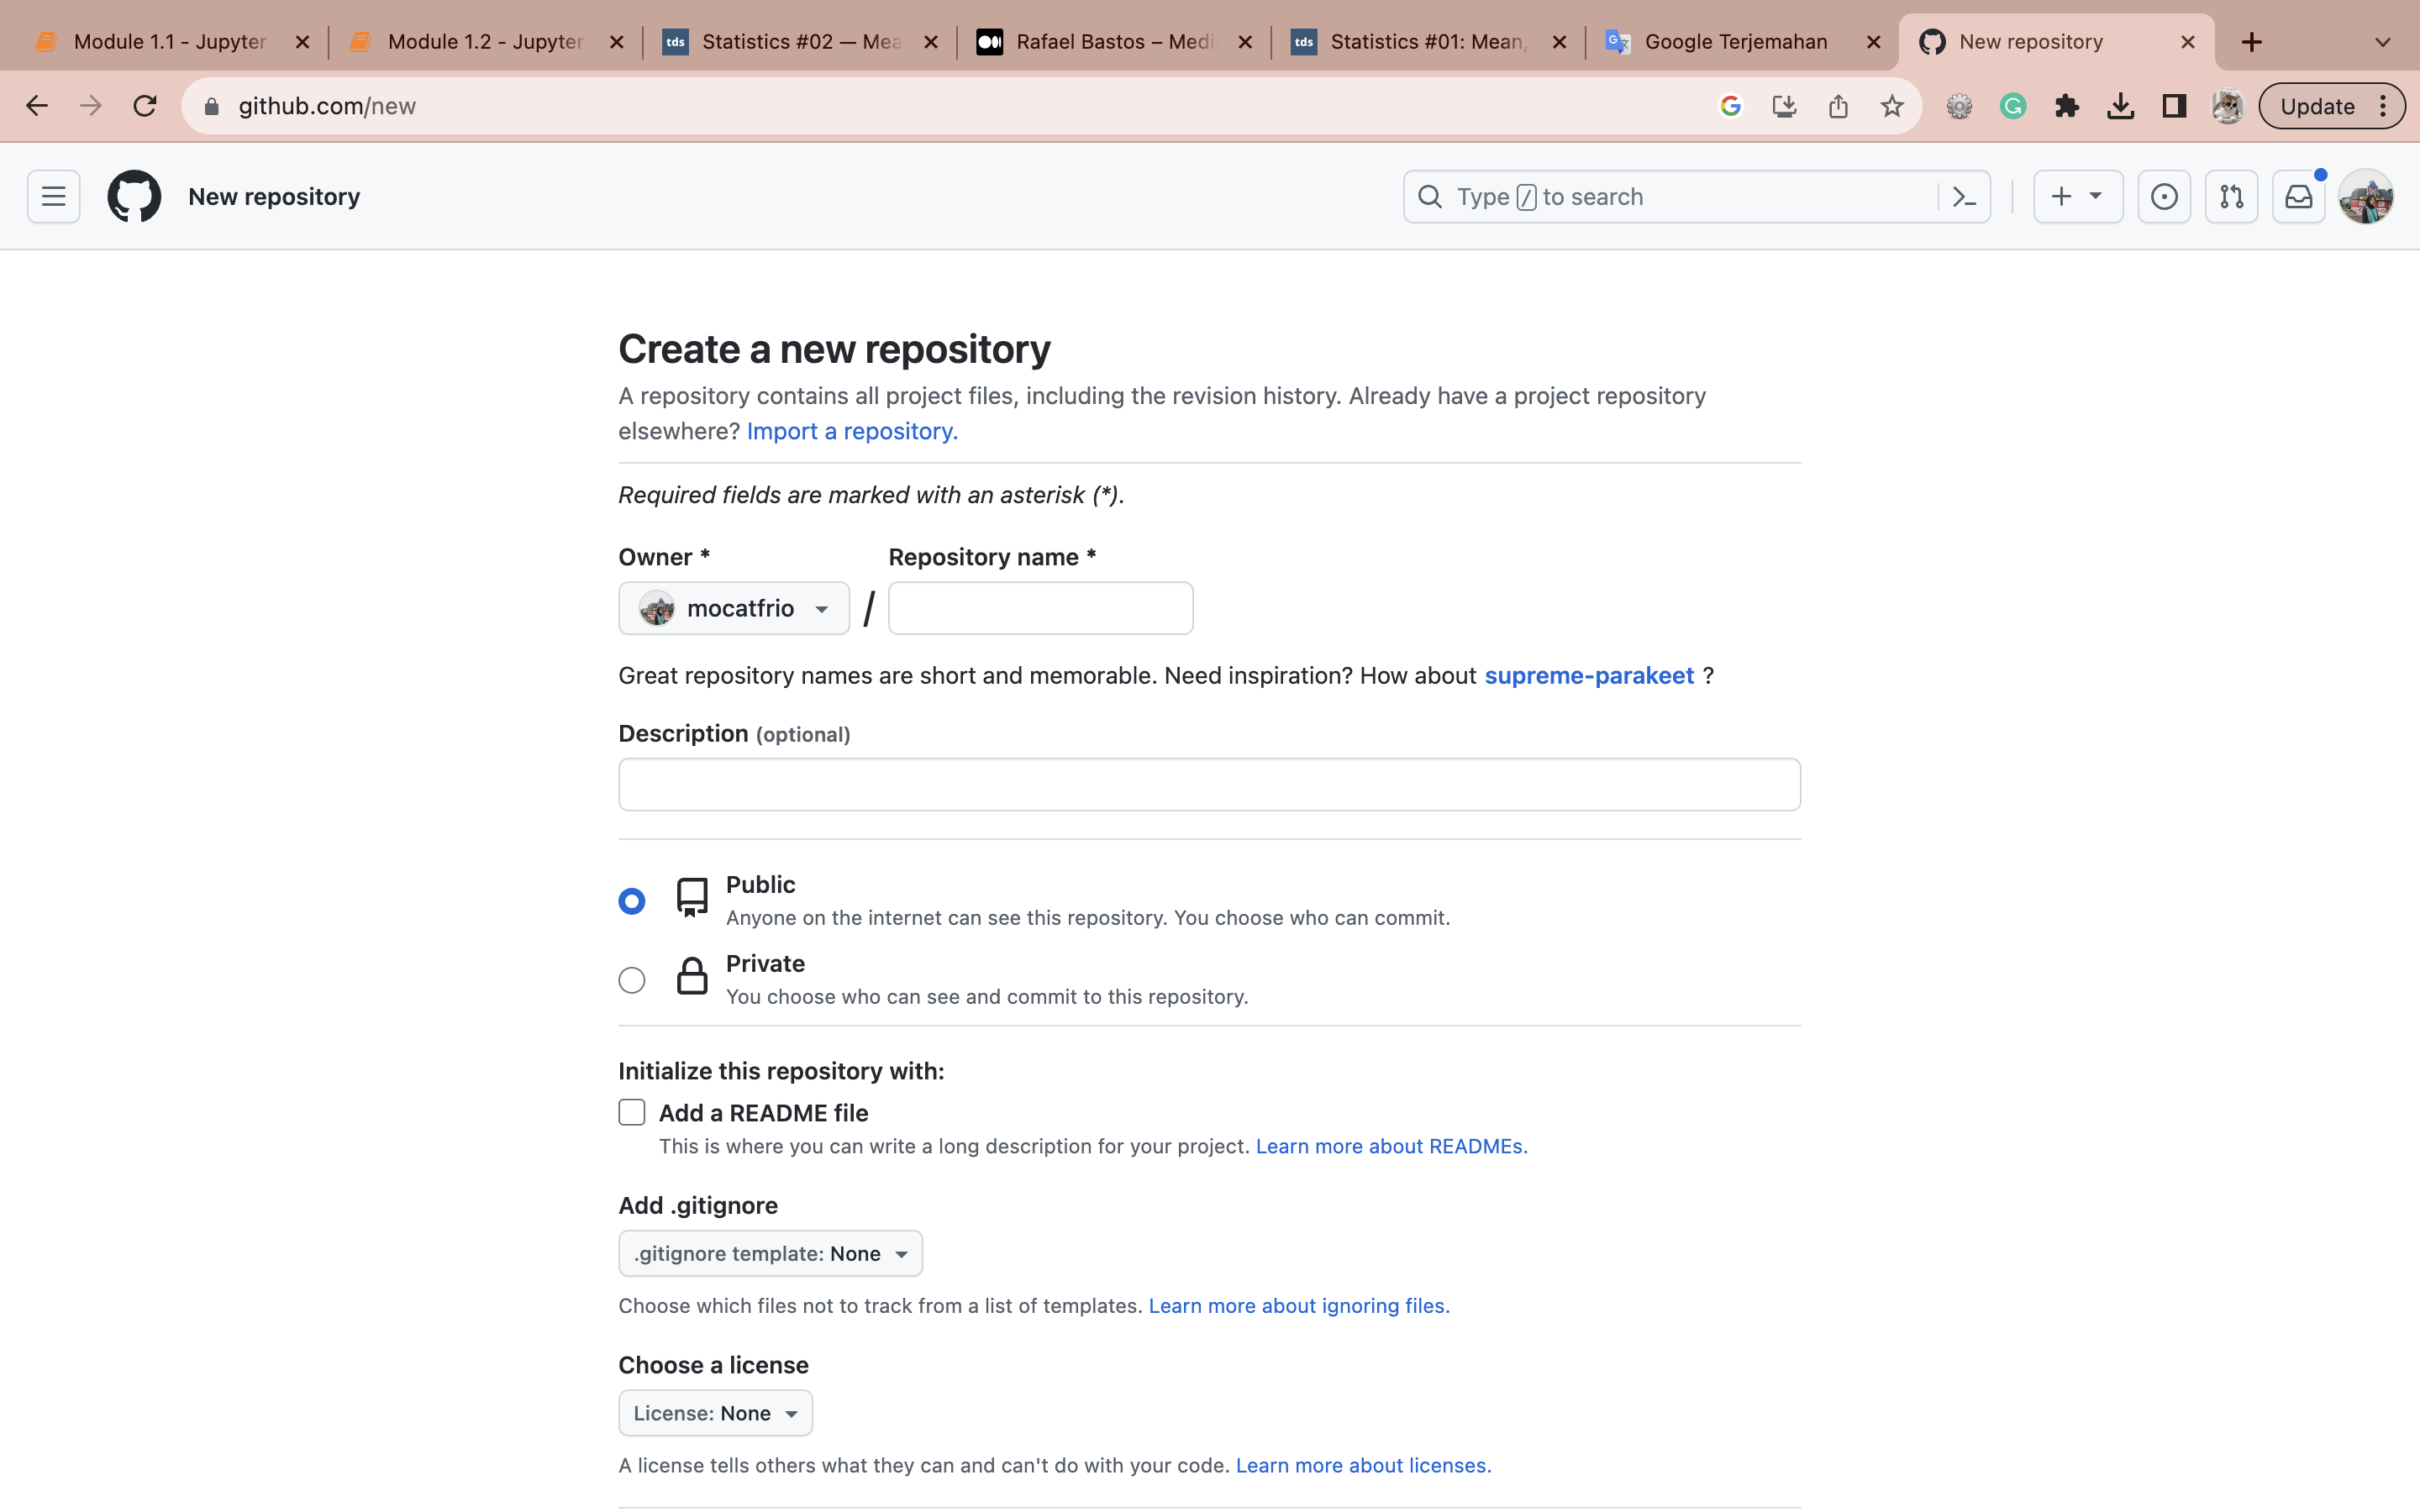 Module 1.1 - Jupyter
Module 1.2 - Jupyter
tds
Statistics #02 — Mea
Rafael Bastos – Medi
tds
Statistics #01: Mean,
Google Terjemahan
New repository
github.com/new
Update
New repository
Type / to search
Create a new repository
A repository contains all project files, including the revision history. Already have a project repository
elsewhere? Import a repository.
Required fields are marked with an asterisk (*).
Owner *
Repository name *
mocatfrio
/
Great repository names are short and memorable. Need inspiration? How about supreme-parakeet ?
Description (optional)
Public
Anyone on the internet can see this repository. You choose who can commit.
Private
You choose who can see and commit to this repository.
Initialize this repository with:
Add a README file
This is where you can write a long description for your project. Learn more about READMEs.
Add .gitignore
.gitignore template: None
Choose which files not to track from a list of templates. Learn more about ignoring files.
Choose a license
License: None
A license tells others what they can and can't do with your code. Learn more about licenses.